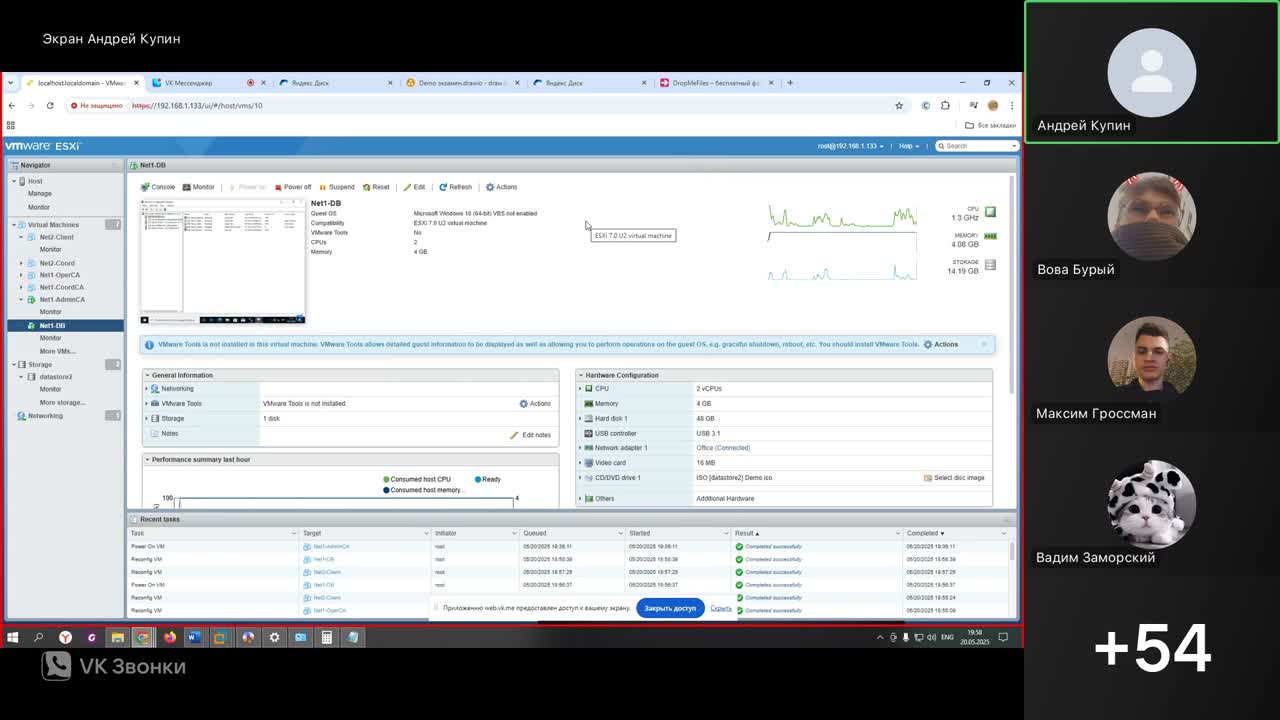 Экран Андрей Купин
localhost.localdomain - VMwa
VK Мессенджер
Яндекс Диск
Demo экзамен.drawio - draw.i
Яндекс Диск
DropMeFiles – бесплатный ф
Не защищено
https://192.168.1.133/ui/#/host/vms/10
Все закладки
vmware ESXi
root@192.168.1.133
Help
Search
Navigator
Host
Manage
Monitor
Virtual Machines
Net2-Client
Monitor
Net2-Coord
Net1-OperCA
Net1-CoordCA
Net1-AdminCA
Monitor
Net1-DB
Monitor
More VMs...
Storage
datastore2
Monitor
More storage...
Networking
Net1-DB
Console
Monitor
Power on
Power off
Suspend
Reset
Edit
Refresh
Actions
Net1-DB
Guest OS Microsoft Windows 10 (64-bit) VBS not enabled
Compatibility ESXi 7.0 U2 virtual machine
VMware Tools No
CPUs 2
Memory 4 GB
ESXi 7.0 U2 virtual machine
CPU
1.3 GHz
MEMORY
4.08 GB
STORAGE
14.19 GB
VMware Tools is not installed in this virtual machine. VMware Tools allows detailed guest information to be displayed as well as allowing you to perform operations on the guest OS, e.g. graceful shutdown, reboot, etc. You should install VMware Tools.
Actions
General Information
Networking
VMware Tools VMware Tools is not installed. Actions
Storage 1 disk
Notes Edit notes
Performance summary last hour
Consumed host CPU
Ready
Consumed host memory...
100
4
Hardware Configuration
CPU 2 vCPUs
Memory 4 GB
Hard disk 1 48 GB
USB controller USB 3.1
Network adapter 1 Office (Connected)
Video card 16 MB
CD/DVD drive 1 ISO [datastore2] Demo.iso Select disc image
Others Additional Hardware
Recent tasks
Task Target Initiator Queued Started Result Completed
Power On VM Net1-AdminCA root 05/20/2025 19:36:11 05/20/2025 19:36:11 Completed successfully 05/20/2025 19:36:11
Reconfig VM Net1-DB root 05/20/2025 18:58:39 05/20/2025 18:58:39 Completed successfully 05/20/2025 18:58:39
Reconfig VM Net2-Client root 05/20/2025 18:57:25 05/20/2025 18:57:25 Completed successfully 05/20/2025 18:57:25
Power On VM Net1-DB root 05/20/2025 18:56:37 05/20/2025 18:56:37 Completed successfully 05/20/2025 18:56:37
Reconfig VM Net2-Client Completed successfully 05/20/2025 18:55:24
Reconfig VM Net1-OperCA Completed successfully 05/20/2025 18:55:09
Приложению web.vk.me предоставлен доступ к вашему экрану.
Закрыть доступ
Скрыть
ENG
19:58
20.05.2025
VK Звонки
Андрей Купин
Вова Бурый
Максим Гроссман
Вадим Заморский
+54